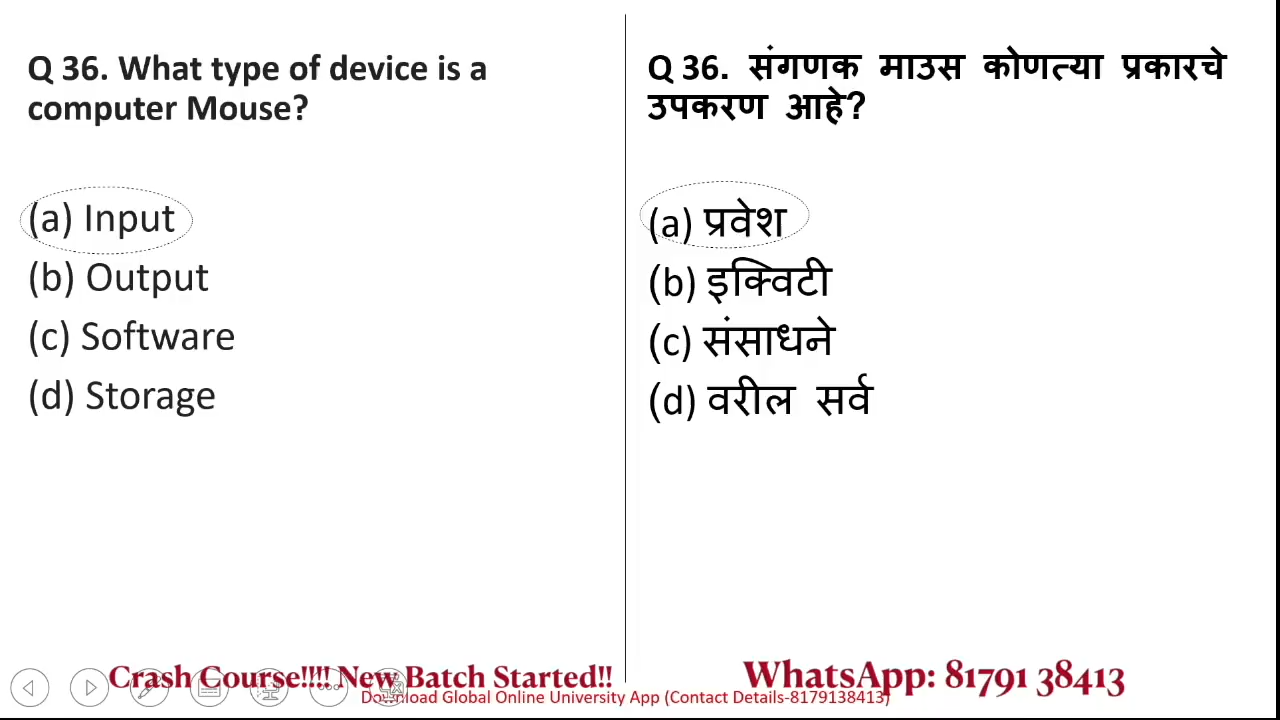 Q 36. What type of device is a
computer Mouse?
(a) Input
(b) Output
(c) Software
(d) Storage
Q 36. संगणक माउस कोणत्या प्रकारचे
उपकरण आहे?
(a) प्रवेश
(b) इक्विटी
(c) संसाधने
(d) वरील सर्व
Crash Course!!!! New Batch Started!!
WhatsApp: 81791 38413
Download Global Online University App (Contact Details-8179138413)